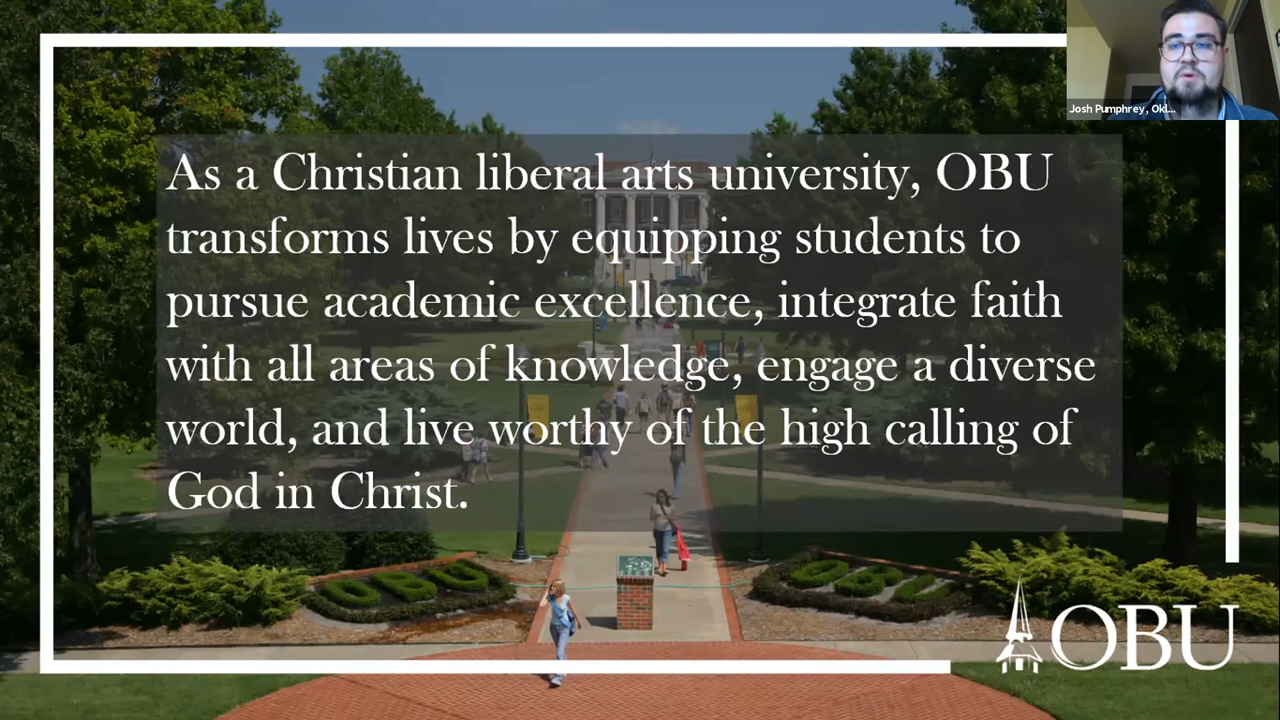 Josh Pumphrey, Okl...
As a Christian liberal arts university, OBU
transforms lives by equipping students to
pursue academic excellence, integrate faith
with all areas of knowledge, engage a diverse
world, and live worthy of the high calling of
God in Christ.
OBU
OBU
OBU